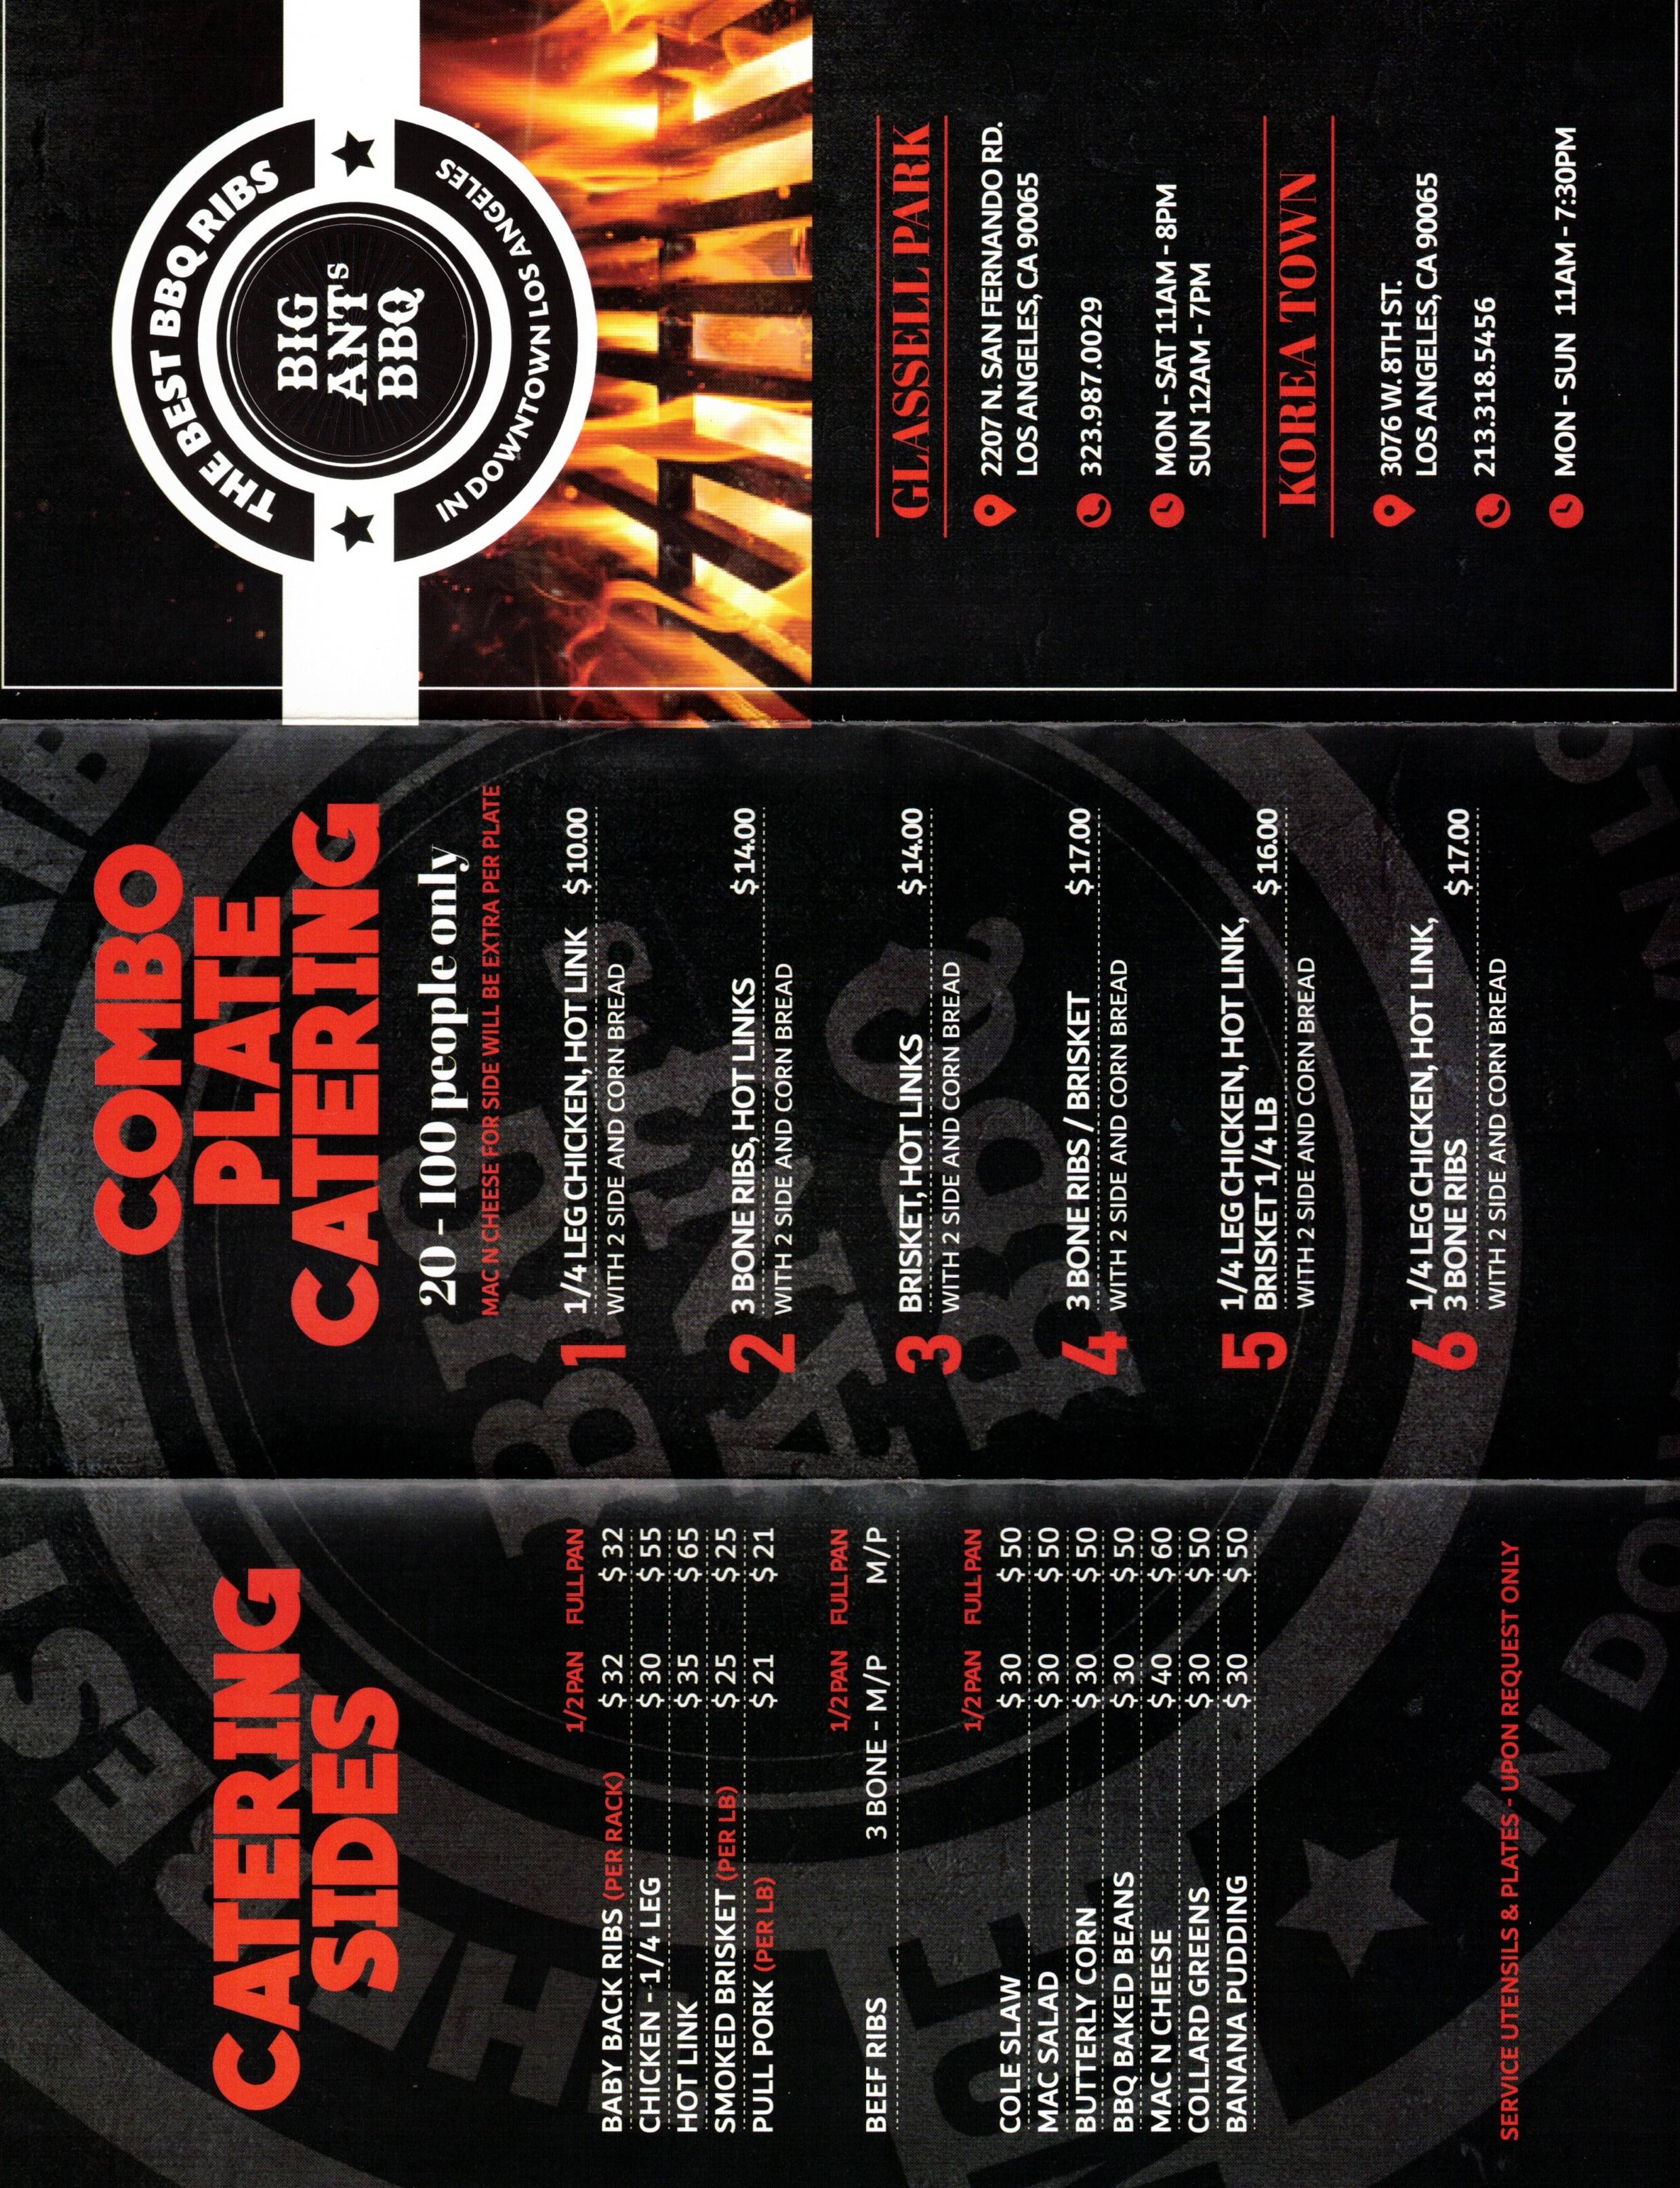 CATERING
SIDES
1/2 PAN FULL PAN
BABY BACK RIBS (PER RACK) $ 32 $ 32
CHICKEN - 1/4 LEG $ 30 $ 55
HOT LINK $ 35 $ 65
SMOKED BRISKET (PER LB) $ 25 $ 25
PULL PORK (PER LB) $ 21 $ 21
1/2 PAN FULL PAN
BEEF RIBS 3 BONE - M/P M/P
1/2 PAN FULL PAN
COLE SLAW $ 30 $ 50
MAC SALAD $ 30 $ 50
BUTTERLY CORN $ 30 $ 50
BBQ BAKED BEANS $ 30 $ 50
MAC N CHEESE $ 40 $ 60
COLLARD GREENS $ 30 $ 50
BANANA PUDDING $ 30 $ 50
SERVICE UTENSILS & PLATES - UPON REQUEST ONLY
COMBO
PLATE
CATERING
20 - 100 people only
MAC N CHEESE FOR SIDE WILL BE EXTRA PER PLATE
1 1/4 LEG CHICKEN, HOT LINK $ 10.00
WITH 2 SIDE AND CORN BREAD
2 3 BONE RIBS, HOT LINKS $ 14.00
WITH 2 SIDE AND CORN BREAD
3 BRISKET, HOT LINKS $ 14.00
WITH 2 SIDE AND CORN BREAD
4 3 BONE RIBS / BRISKET $ 17.00
WITH 2 SIDE AND CORN BREAD
5 1/4 LEG CHICKEN, HOT LINK,
BRISKET 1/4 LB $ 16.00
WITH 2 SIDE AND CORN BREAD
6 1/4 LEG CHICKEN, HOT LINK,
3 BONE RIBS $ 17.00
WITH 2 SIDE AND CORN BREAD
BIG
ANT's
BBQ
THE BEST BBQ RIBS
BIG
ANTS
BBQ
IN DOWNTOWN LOS ANGELES
GLASSELL PARK
2207 N. SAN FERNANDO RD.
LOS ANGELES, CA 90065
323.987.0029
MON - SAT 11AM - 8PM
SUN 12AM - 7PM
KOREA TOWN
3076 W. 8TH ST.
LOS ANGELES, CA 90065
213.318.5456
MON - SUN 11AM - 7:30PM